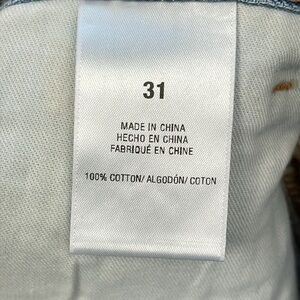 31
MADE IN CHINA
HECHO EN CHINA
FABRIQUÉ EN CHINE
100% COTTON/ ALGODÓN/ COTON